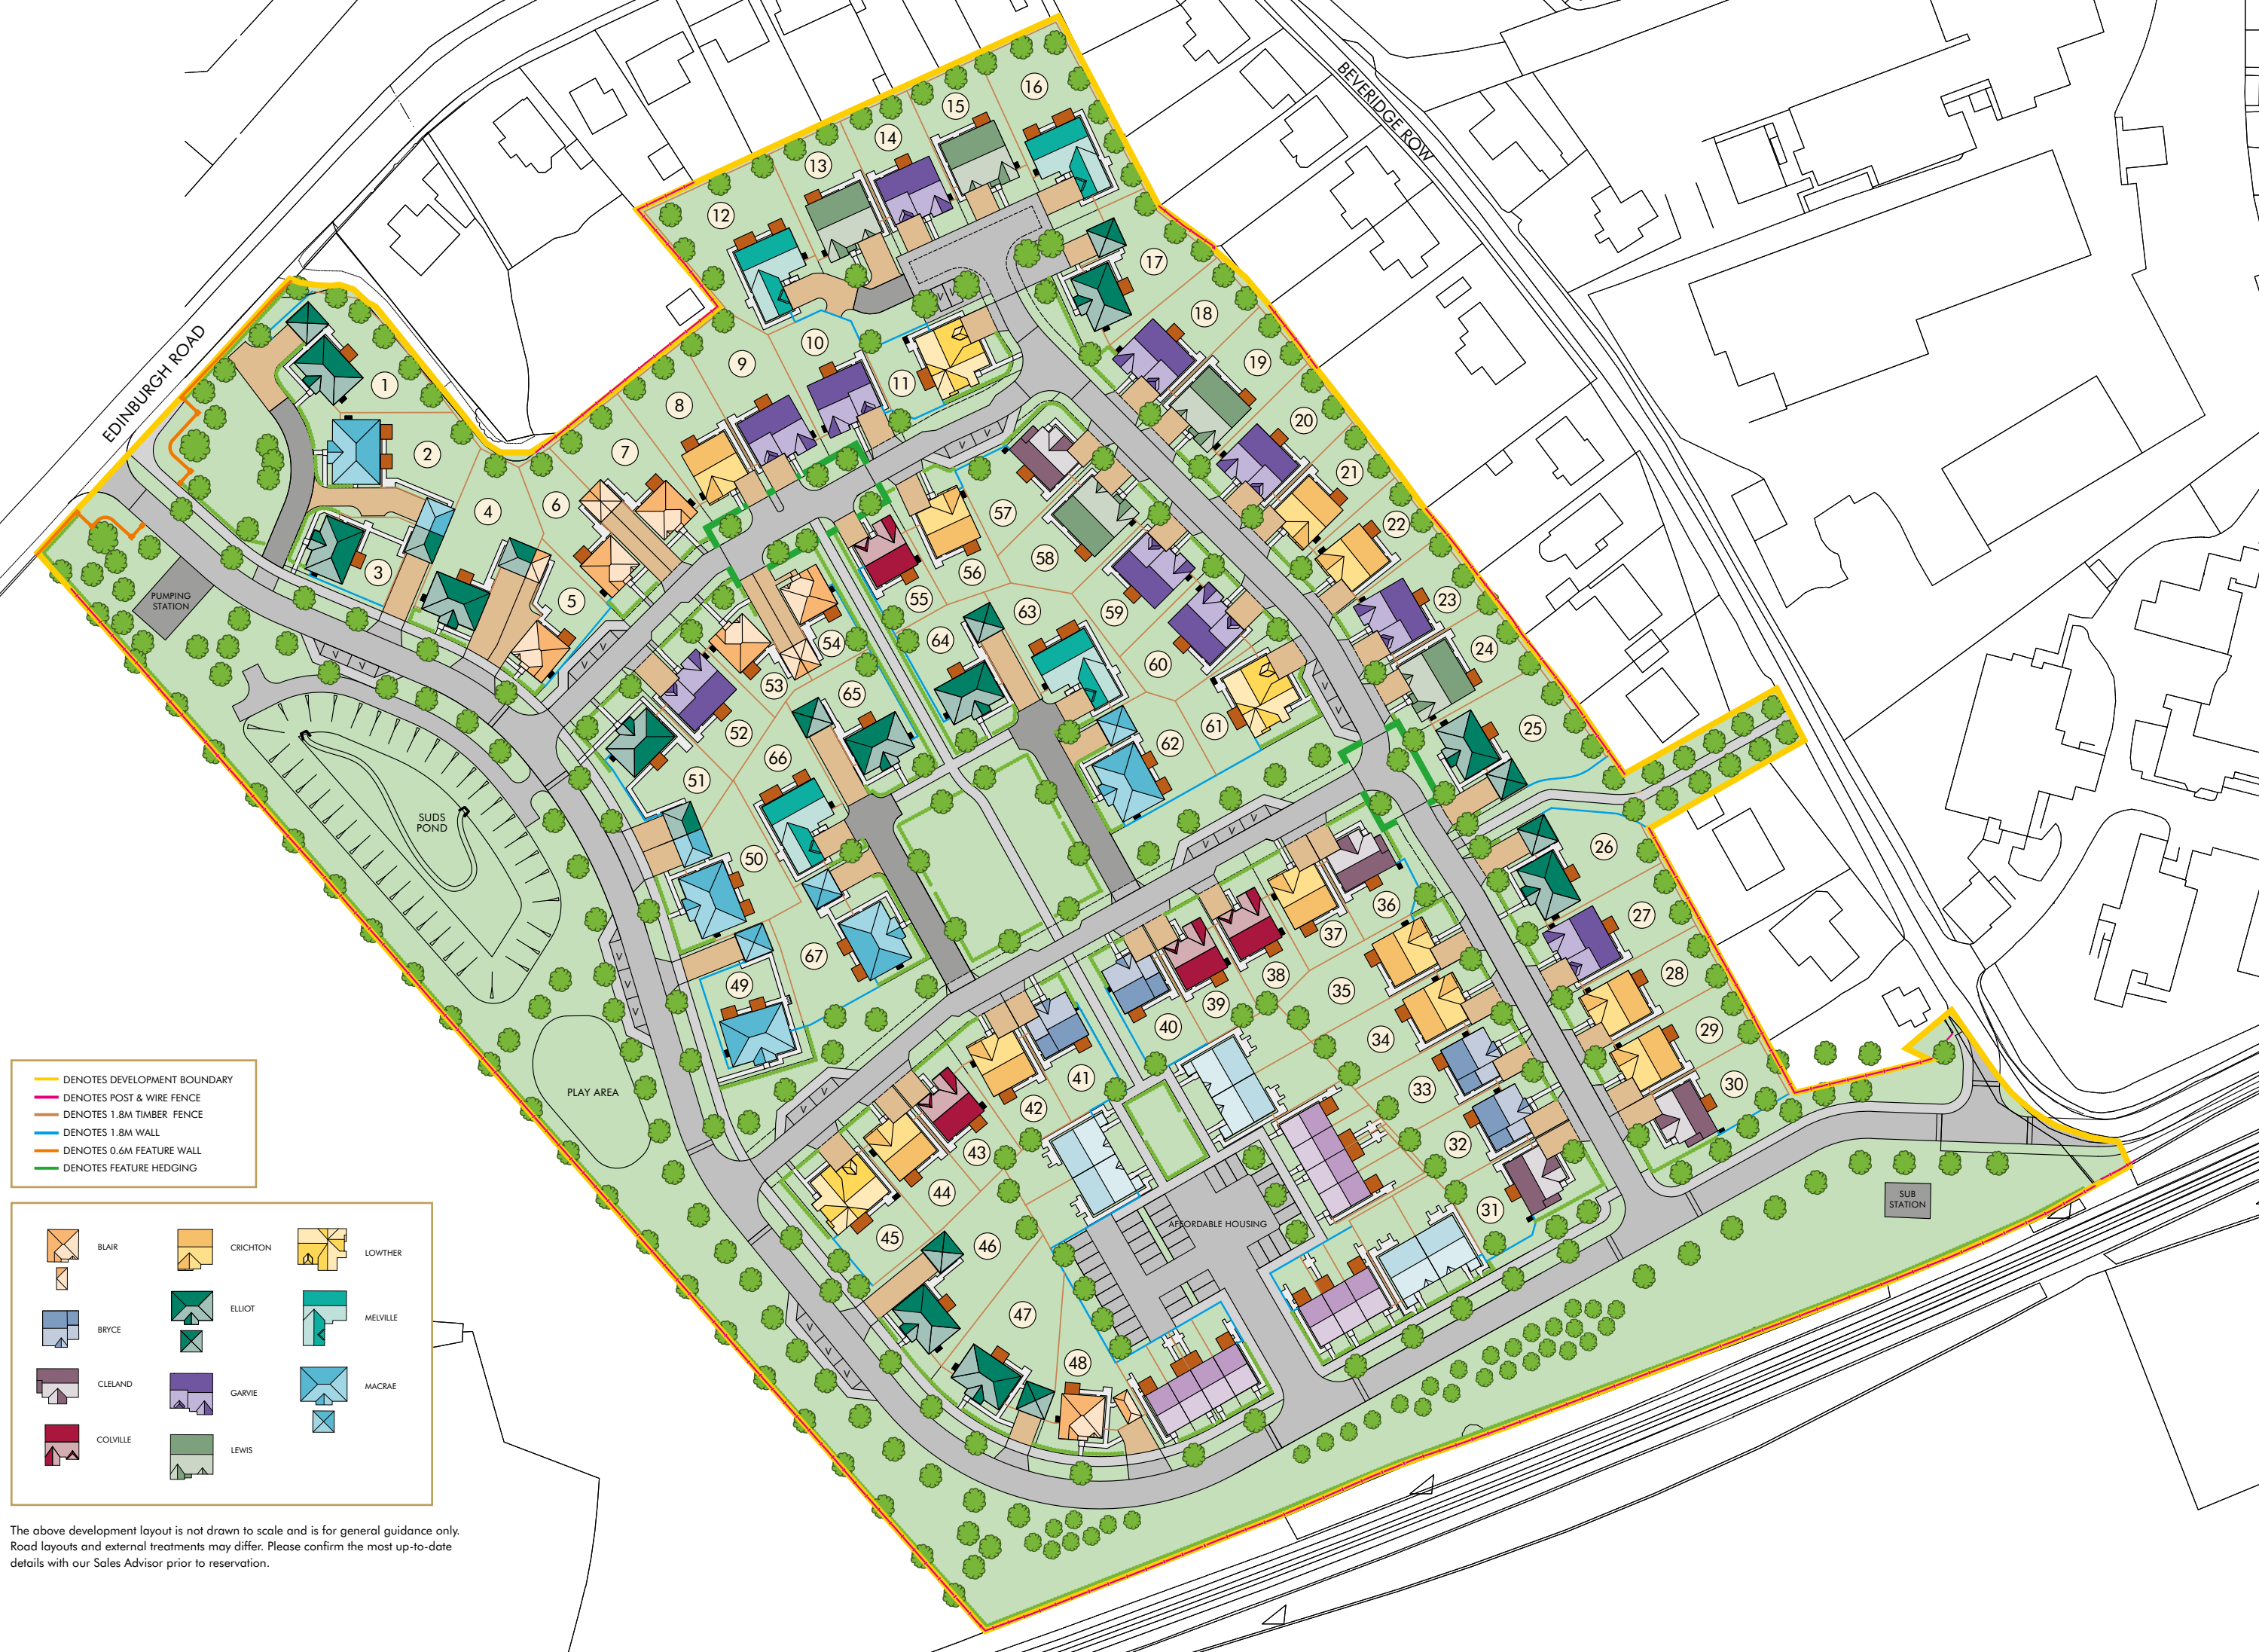 EDINBURGH ROAD
BEVERIDGE ROW
1
2
3
4
5
6
7
8
9
10
11
12
13
14
15
16
17
18
19
20
21
22
23
24
25
26
27
28
29
30
31
32
33
34
35
36
37
38
39
40
41
42
43
44
45
46
47
48
49
50
51
52
53
54
55
56
57
58
59
60
61
62
63
64
65
66
67
PUMPING
STATION
SUDS
POND
PLAY AREA
AFFORDABLE HOUSING
SUB
STATION
V V
V V
V V
V V
V V
V V
V V
V V
V V
DENOTES DEVELOPMENT BOUNDARY
DENOTES POST & WIRE FENCE
DENOTES 1.8M TIMBER FENCE
DENOTES 1.8M WALL
DENOTES 0.6M FEATURE WALL
DENOTES FEATURE HEDGING
BLAIR
BRYCE
CLELAND
COLVILLE
CRICHTON
ELLIOT
GARVIE
LEWIS
LOWTHER
MELVILLE
MACRAE
The above development layout is not drawn to scale and is for general guidance only.
Road layouts and external treatments may differ. Please confirm the most up-to-date
details with our Sales Advisor prior to reservation.